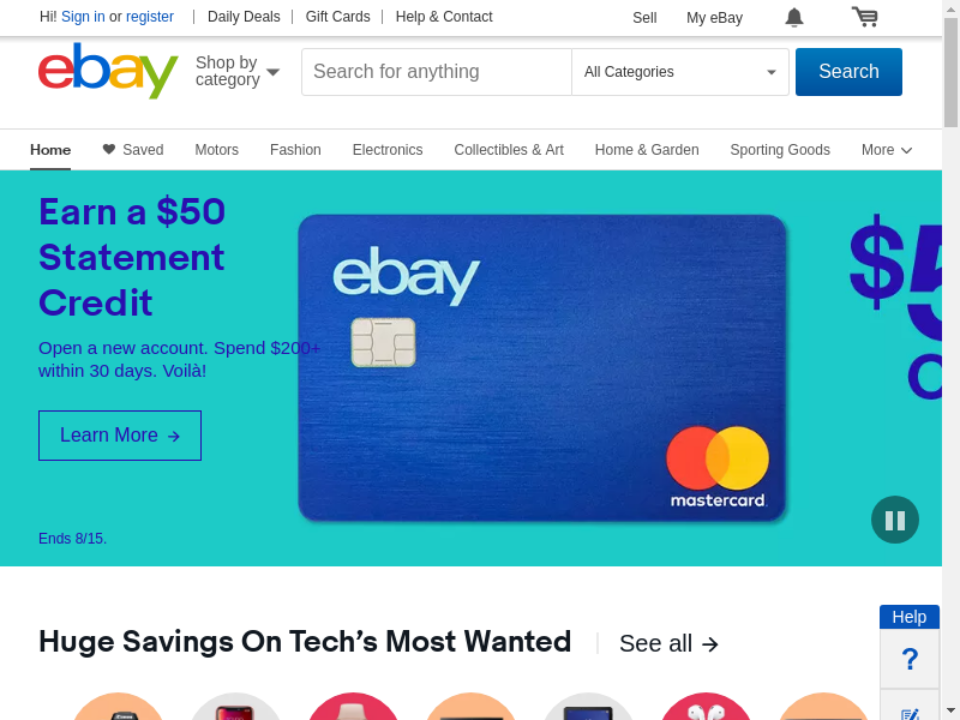 Hi! Sign in or register
Daily Deals
Gift Cards
Help & Contact
Sell
My eBay
ebay
Shop by
category
Search for anything
All Categories
Search
Home
Saved
Motors
Fashion
Electronics
Collectibles & Art
Home & Garden
Sporting Goods
More
Earn a $50
Statement
Credit
Open a new account. Spend $200+
within 30 days. Voilà!
Learn More →
Ends 8/15.
ebay
mastercard
$5
Huge Savings On Tech's Most Wanted
See all →
Help
?